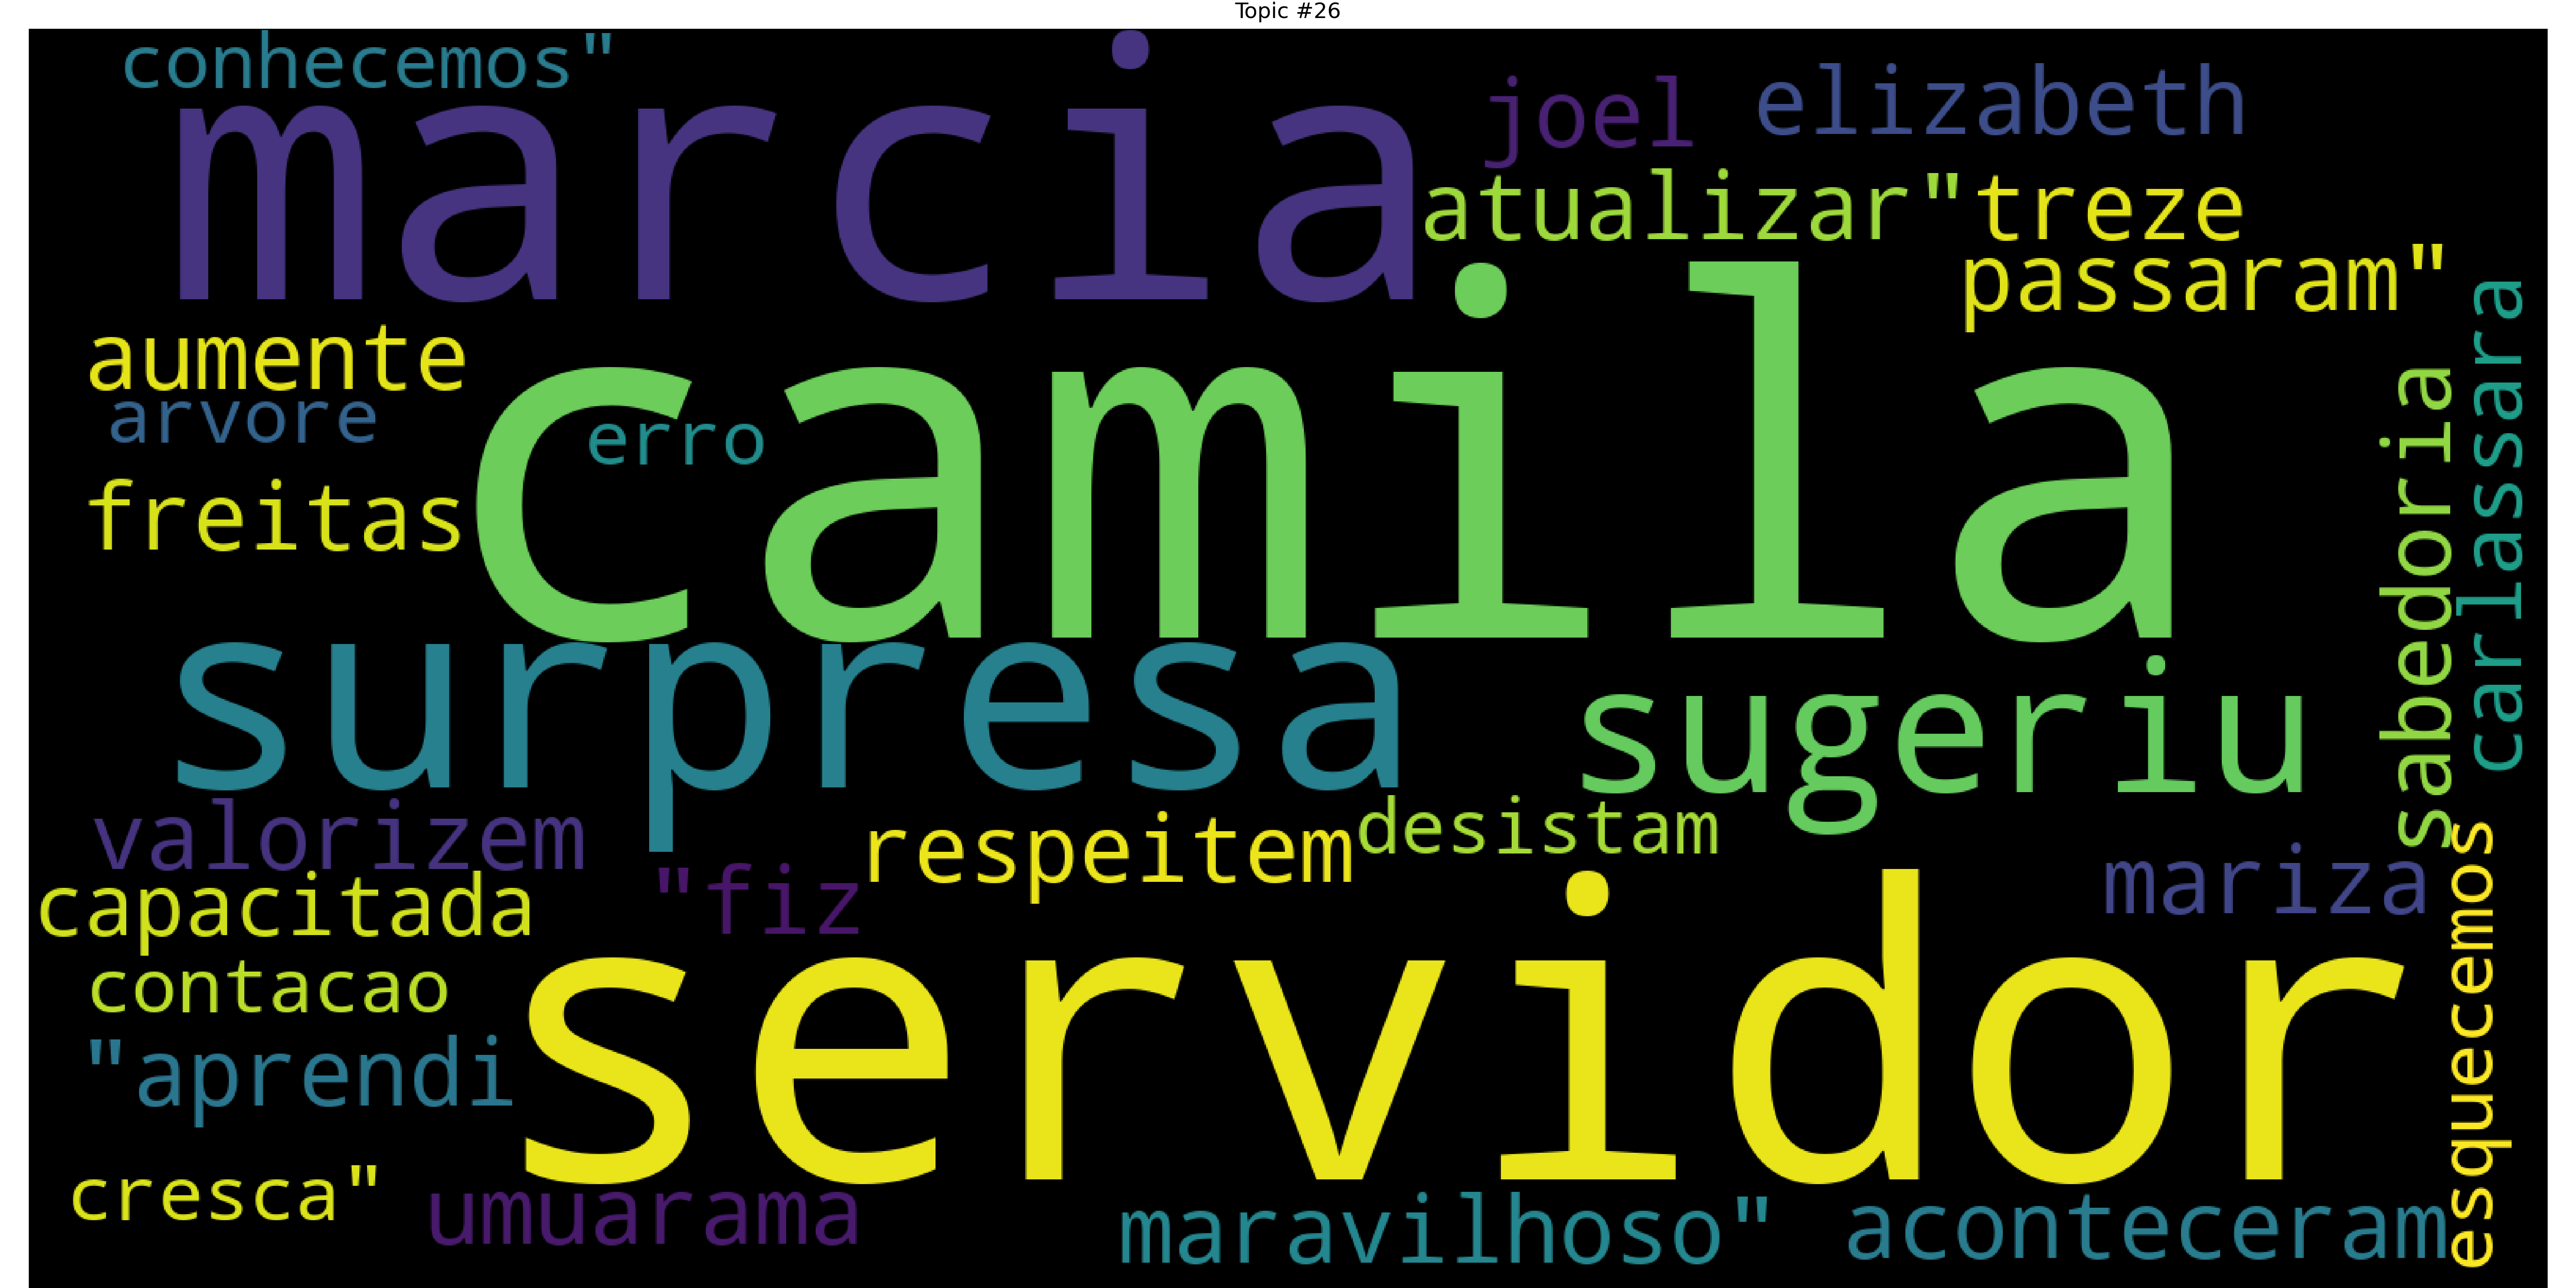 Topic #26
conhecemos"
marcia
joel
elizabeth
atualizar"
treze
passaram"
aumente
arvore
erro
freitas
camila
sabedoria
carlassara
surpresa
sugeriu
valorizem
respeitem
desistam
capacitada
"fiz
mariza
contacao
servidor
"aprendi
esquecemos
cresca"
umuarama
maravilhoso"
aconteceram